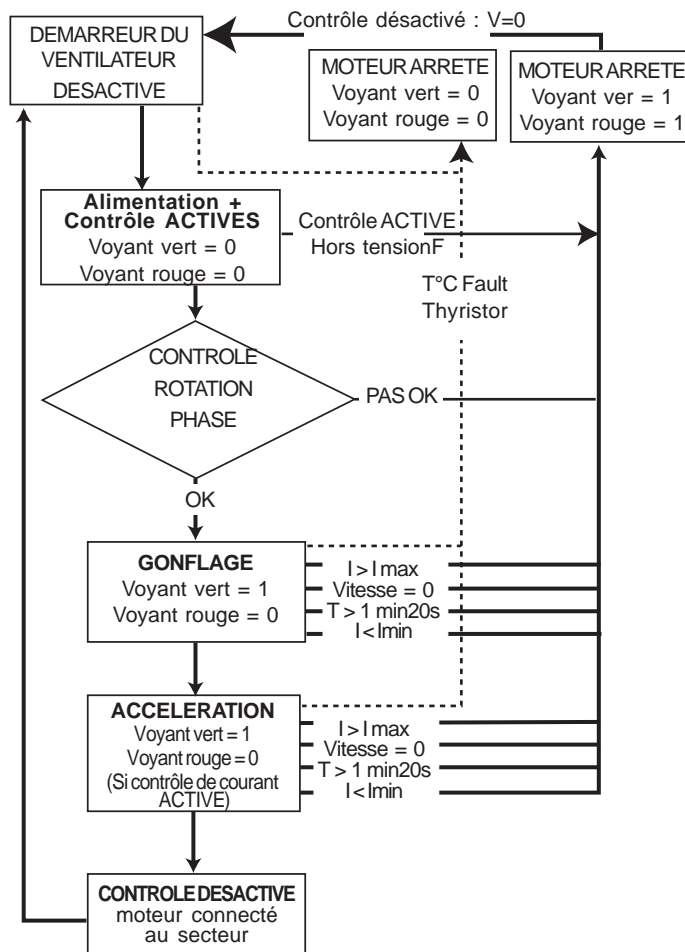 Contrôle désactivé : V=0
DEMARREUR DU
VENTILATEUR
DESACTIVE
MOTEUR ARRETE
Voyant vert = 0
Voyant rouge = 0
MOTEUR ARRETE
Voyant ver = 1
Voyant rouge = 1
Alimentation +
Contrôle ACTIVES
Voyant vert = 0
Voyant rouge = 0
Contrôle ACTIVE
Hors tensionF
T°C Fault
Thyristor
CONTROLE
ROTATION
PHASE
PAS OK
OK
GONFLAGE
Voyant vert = 1
Voyant rouge = 0
I > I max
Vitesse = 0
T > 1 min20s
I < Imin
ACCELERATION
Voyant vert = 1
Voyant rouge = 0
(Si contrôle de courant
ACTIVE)
I > I max
Vitesse = 0
T > 1 min20s
I < Imin
CONTROLE DESACTIVE
moteur connecté
au secteur